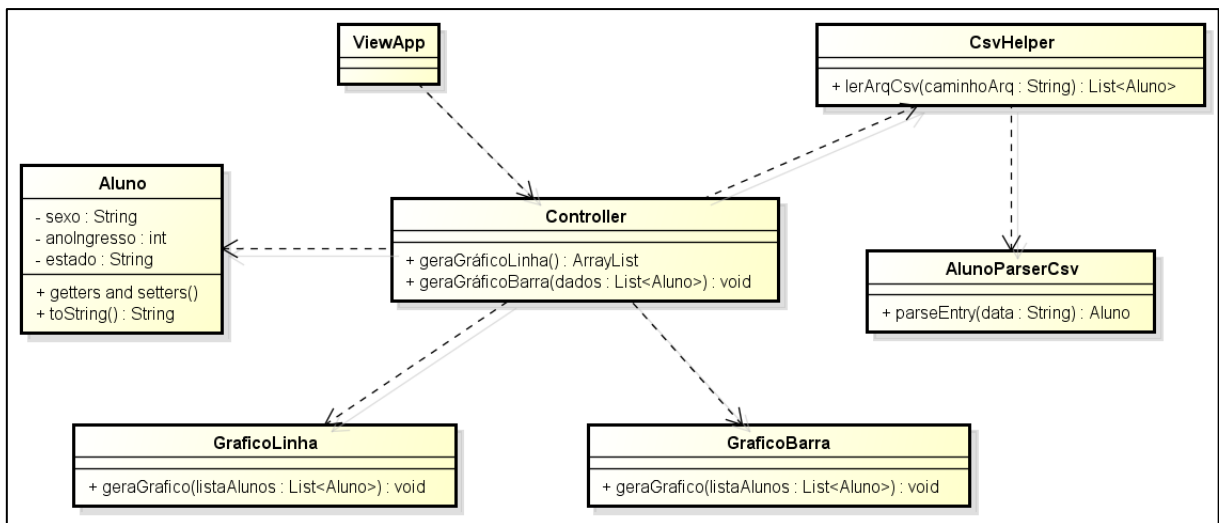 ViewApp
CsvHelper
+ lerArqCsv(caminhoArq : String) : List<Aluno>
Aluno
- sexo : String
- anoIngresso : int
- estado : String
+ getters and setters()
+ toString() : String
Controller
+ geraGráficoLinha() : ArrayList
+ geraGráficoBarra(dados : List<Aluno>) : void
AlunoParserCsv
+ parseEntry(data : String) : Aluno
GraficoLinha
+ geraGrafico(listaAlunos : List<Aluno>) : void
GraficoBarra
+ geraGrafico(listaAlunos : List<Aluno>) : void